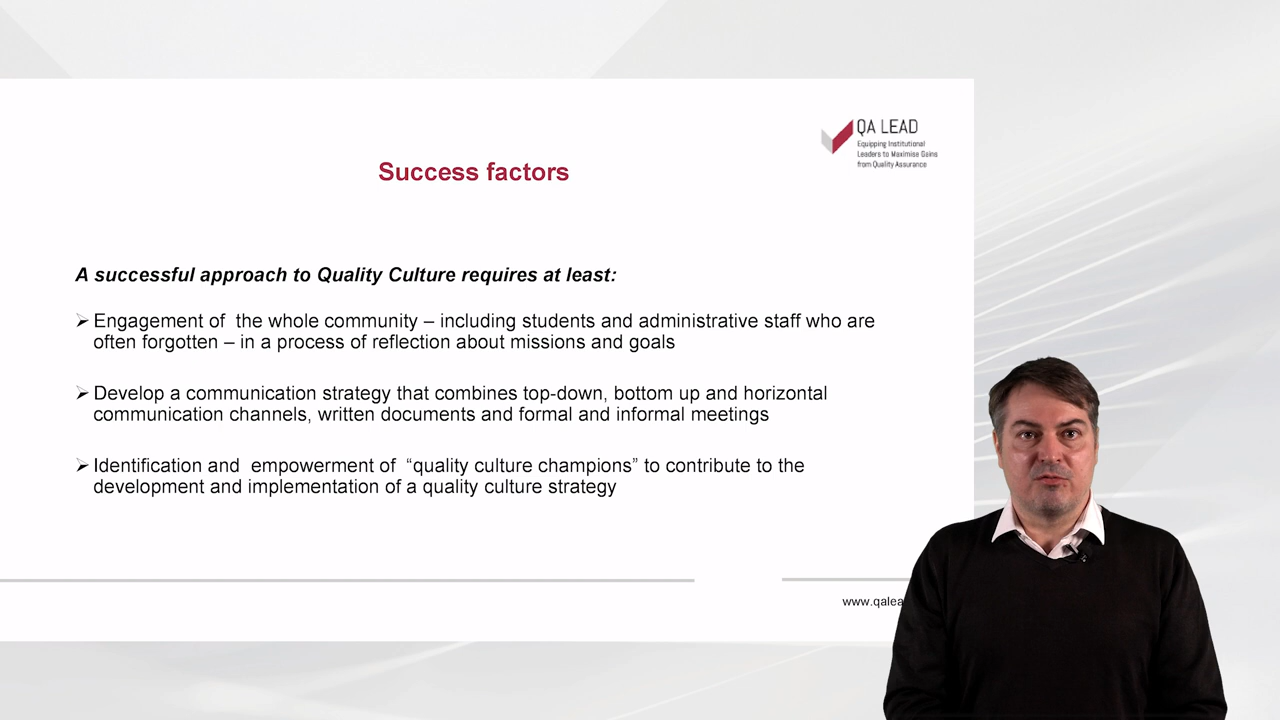 QA LEAD
Equipping Institutional
Leaders to Maximise Gains
from Quality Assurance
Success factors
A successful approach to Quality Culture requires at least:
➢ Engagement of the whole community – including students and administrative staff who are
often forgotten – in a process of reflection about missions and goals
➢ Develop a communication strategy that combines top-down, bottom up and horizontal
communication channels, written documents and formal and informal meetings
➢ Identification and empowerment of “quality culture champions” to contribute to the
development and implementation of a quality culture strategy
www.qalea